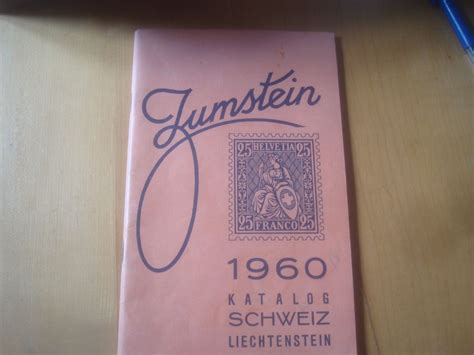 Zumstein
25 HELVETIA 25
25 FRANCO 25
1960
KATALOG
SCHWEIZ
LIECHTENSTEIN